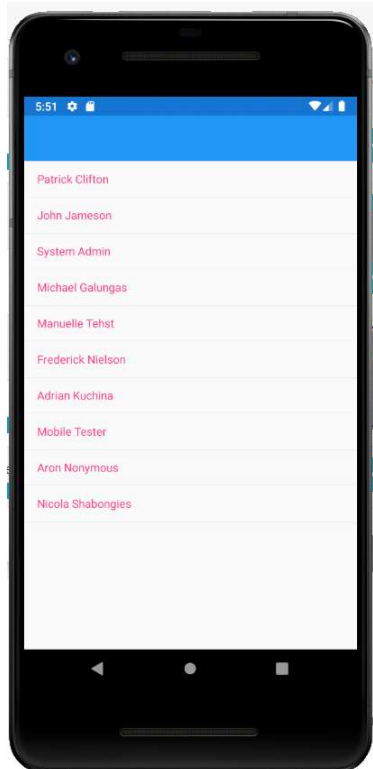 5:51
Patrick Clifton
John Jameson
System Admin
Michael Galungas
Manuelle Tehst
Frederick Nielson
Adrian Kuchina
Mobile Tester
Aron Nonymous
Nicola Shabongies